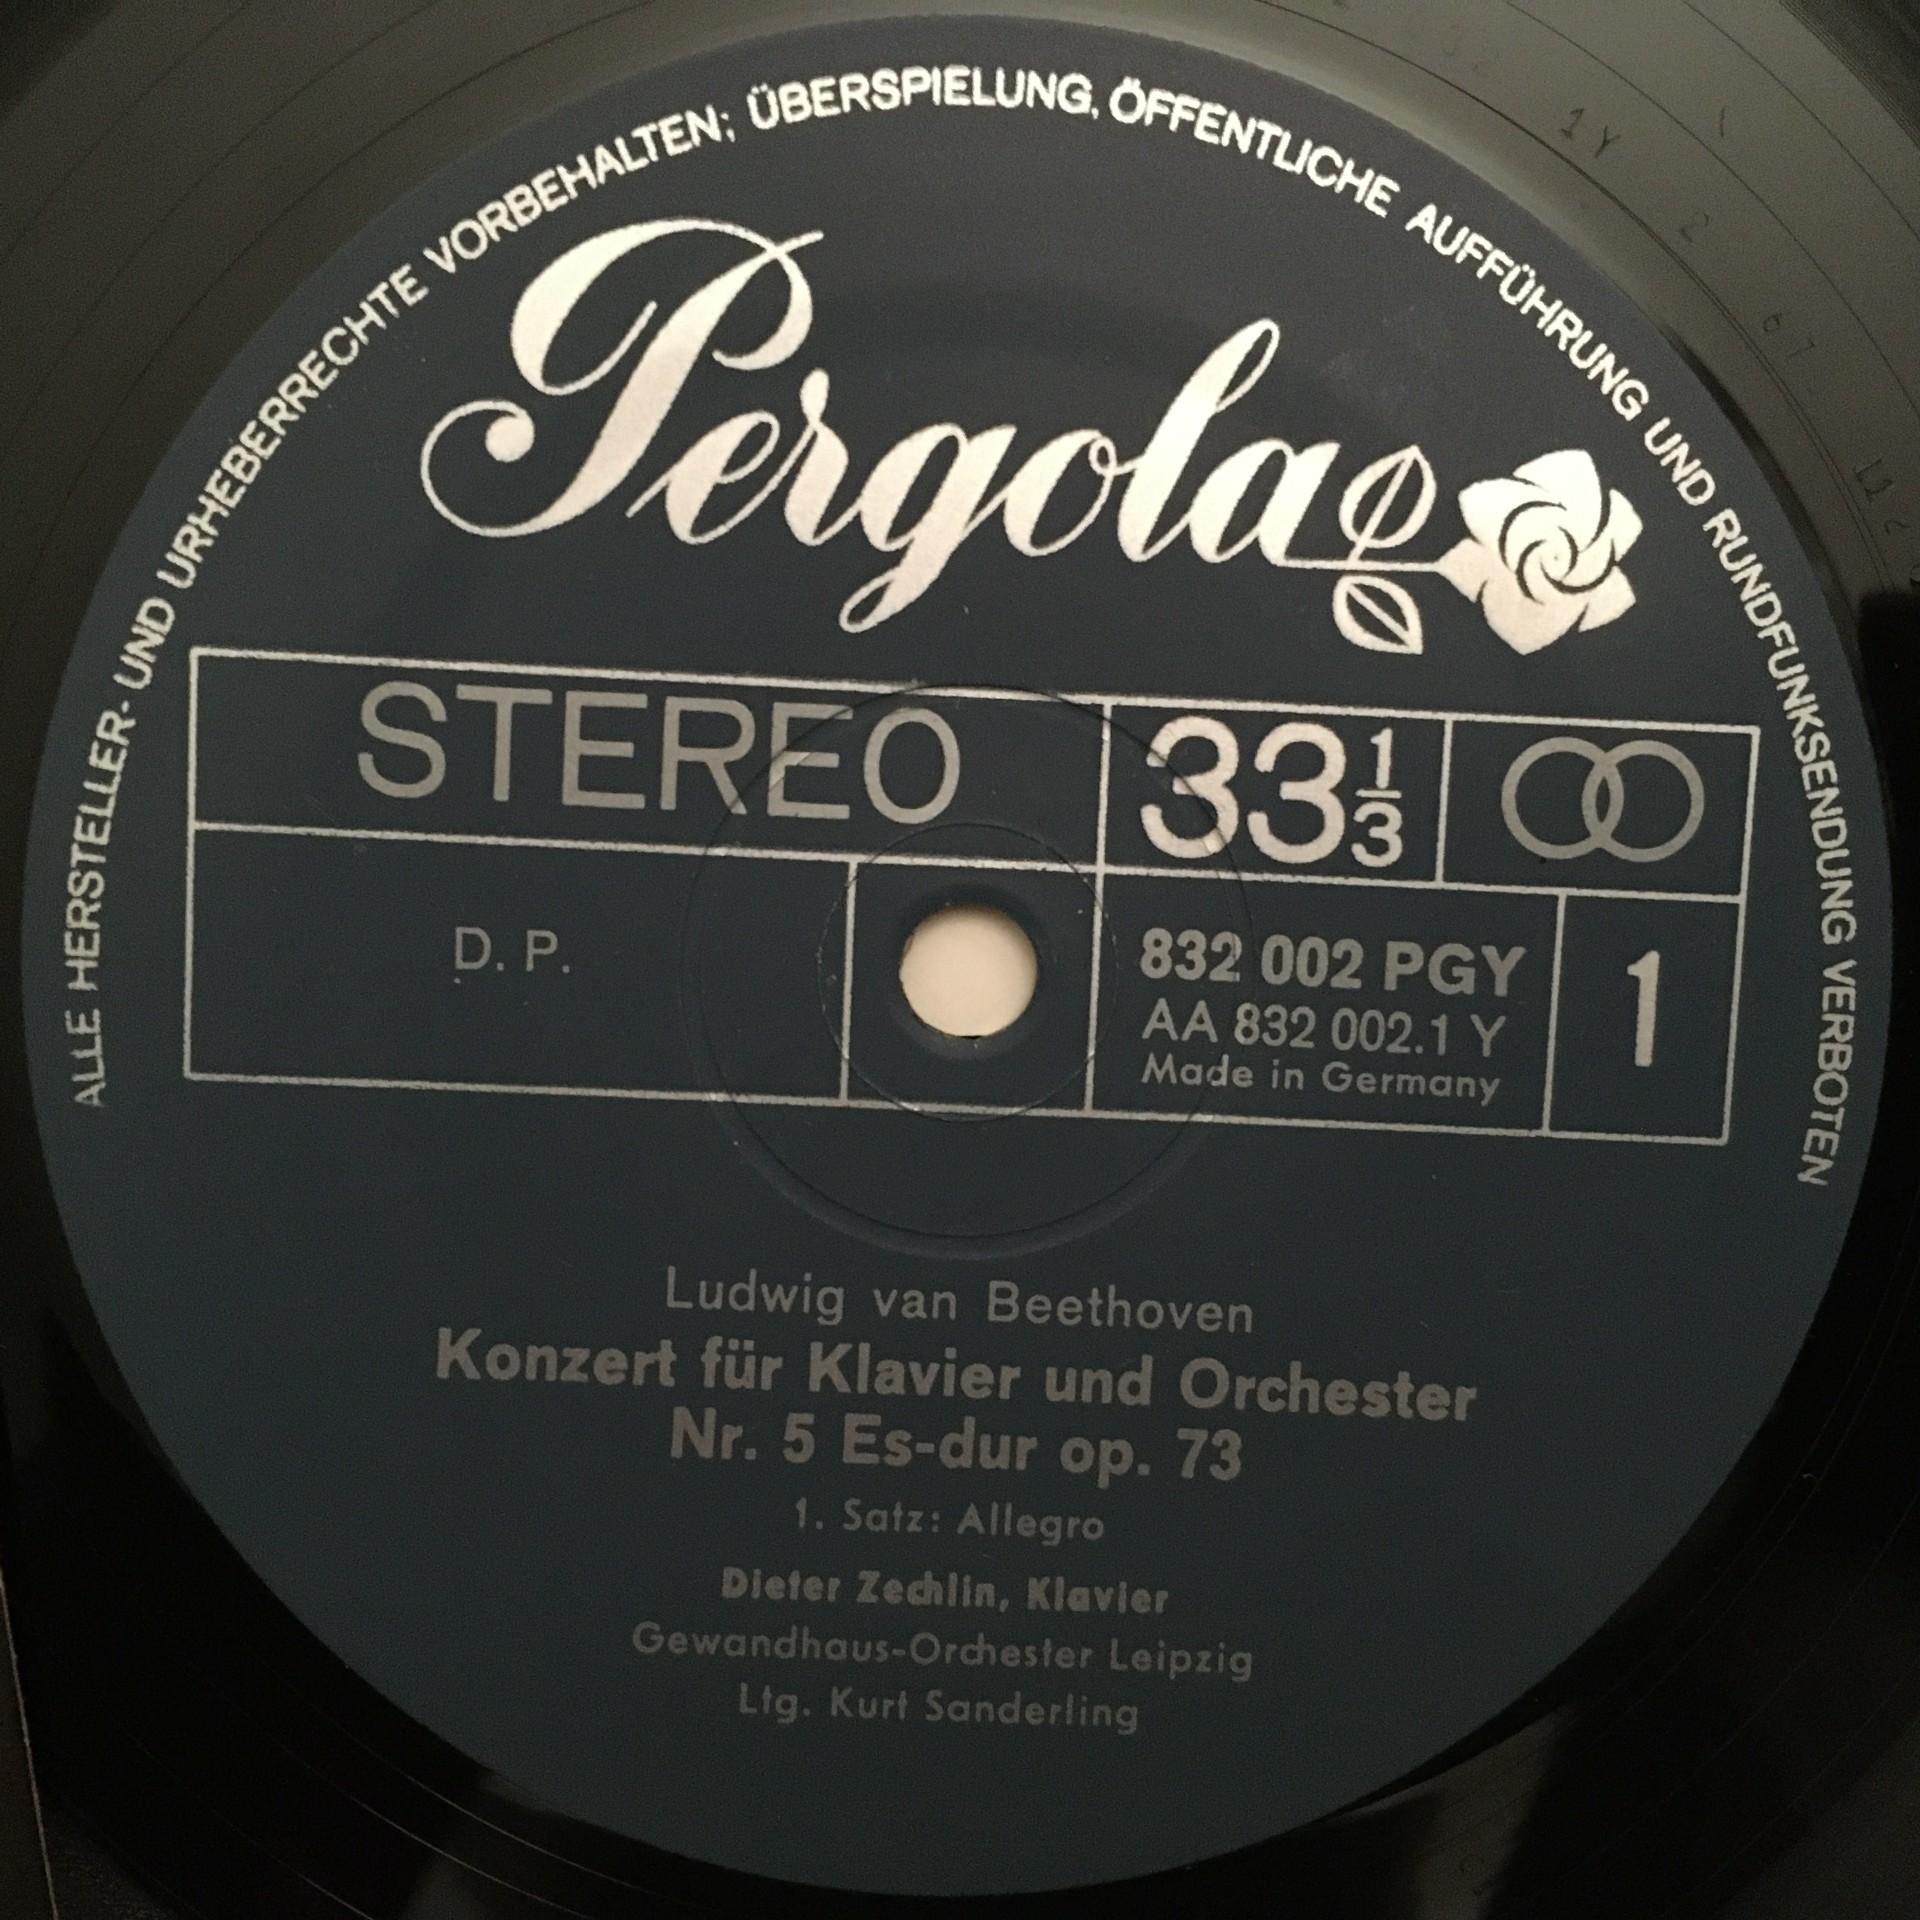 ALLE HERSTELLER- UND URHEBERRECHTE VORBEHALTEN; ÜBERSPIELUNG, ÖFFENTLICHE AUFFÜHRUNG UND RUNDFUNKSENDUNG VERBOTEN
Pergola
STEREO
33 1/3
D. P.
832 002 PGY
AA 832 002.1 Y
Made in Germany
1
Ludwig van Beethoven
Konzert für Klavier und Orchester
Nr. 5 Es-dur op. 73
1. Satz: Allegro
Dieter Zechlin, Klavier
Gewandhaus-Orchester Leipzig
Ltg. Kurt Sanderling